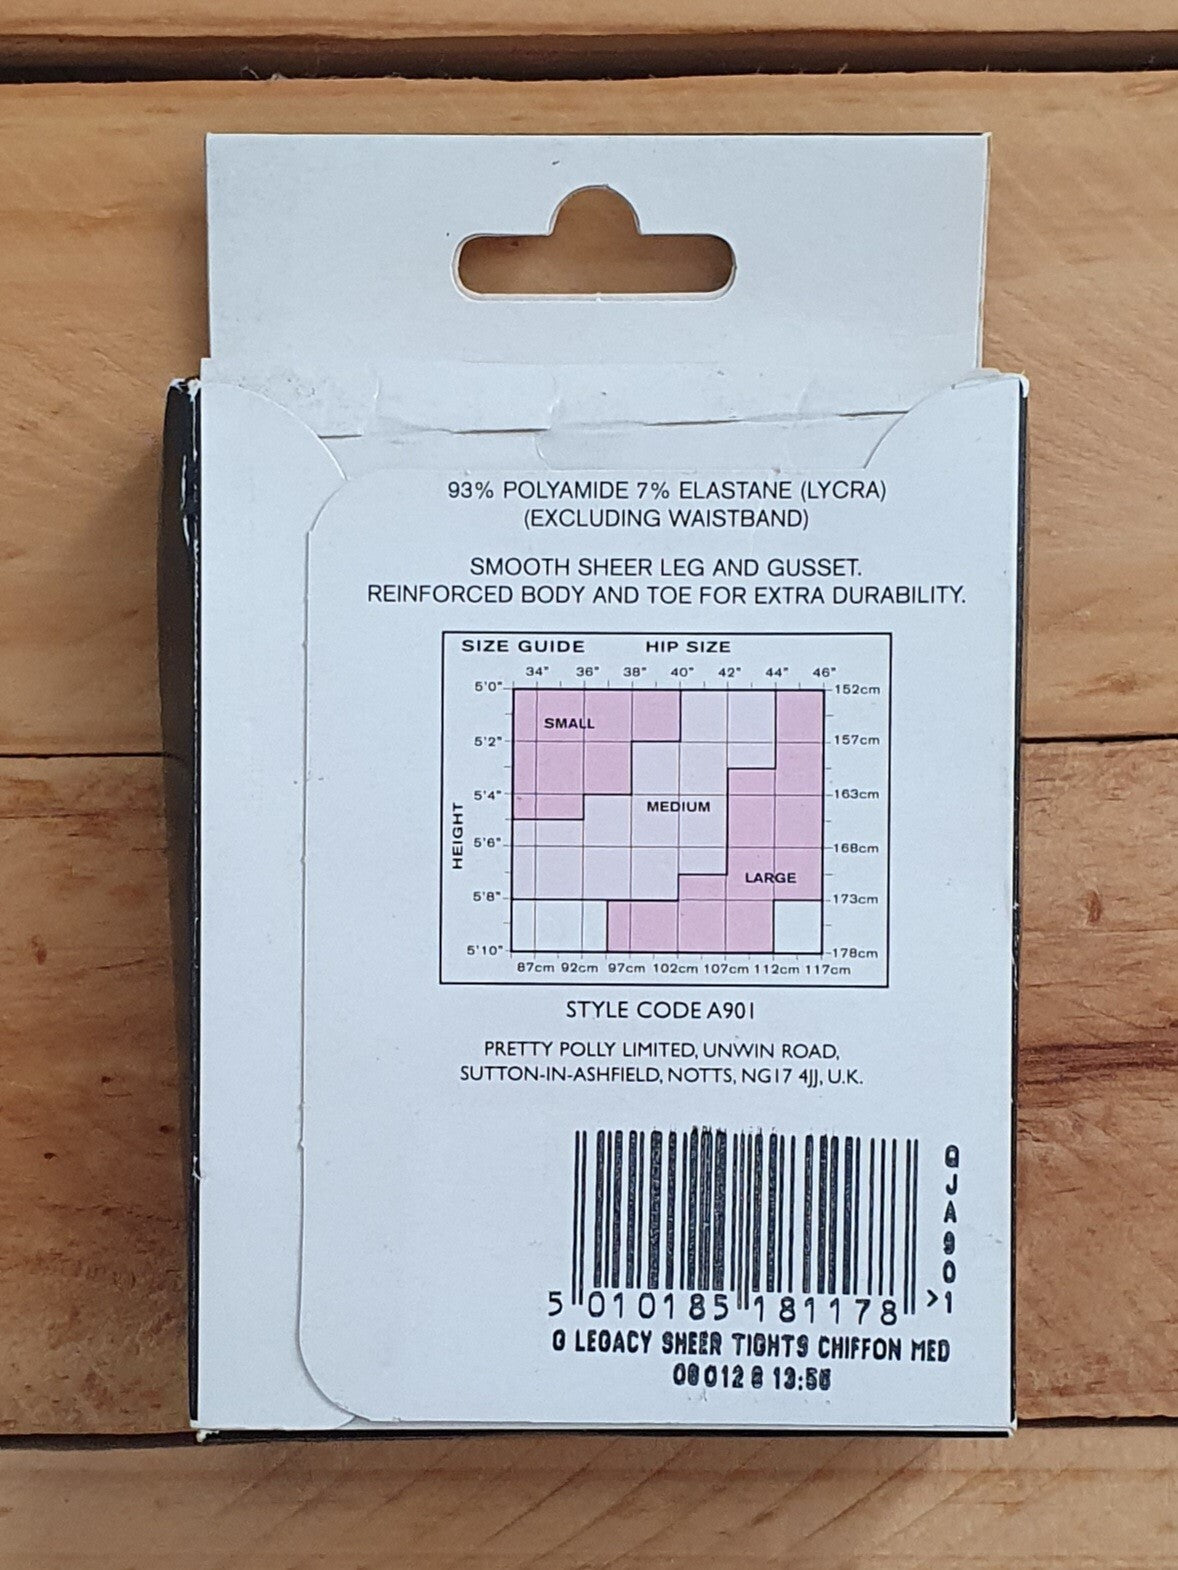 93% POLYAMIDE 7% ELASTANE (LYCRA)
(EXCLUDING WAISTBAND)
SMOOTH SHEER LEG AND GUSSET.
REINFORCED BODY AND TOE FOR EXTRA DURABILITY.
SIZE GUIDE HIP SIZE
34" 36" 38" 40" 42" 44" 46"
5'0" 152cm
SMALL
5'2" 157cm
5'4" 163cm
MEDIUM
HEIGHT
5'6" 168cm
LARGE
5'8" 173cm
5'10" 178cm
87cm 92cm 97cm 102cm 107cm 112cm 117cm
STYLE CODE A901
PRETTY POLLY LIMITED, UNWIN ROAD,
SUTTON-IN-ASHFIELD, NOTTS, NG17 4JJ, U.K.
QJA901
5 010185 181178 >
LEGACY SHEER TIGHTS CHIFFON MED